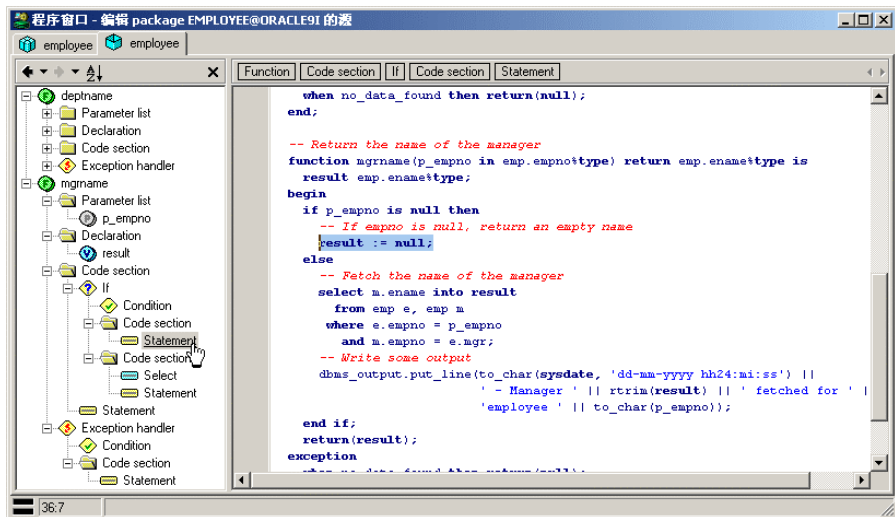 程序窗口 - 编辑 package EMPLOYEE@ORACLE9I 的源
employee employee
Function Code section If Code section Statement
deptname
Parameter list
Declaration
Code section
Exception handler
mgrname
Parameter list
p_empno
Declaration
result
Code section
If
Condition
Code section
Statement
Code section
Select
Statement
Statement
Exception handler
Condition
Code section
Statement
when no_data_found then return(null);
end;
-- Return the name of the manager
function mgrname(p_empno in emp.empno%type) return emp.ename%type is
result emp.ename%type;
begin
if p_empno is null then
-- If empno is null, return an empty name
result := null;
else
-- Fetch the name of the manager
select m.ename into result
from emp e, emp m
where e.empno = p_empno
and m.empno = e.mgr;
-- Write some output
dbms_output.put_line(to_char(sysdate, 'dd-mm-yyyy hh24:mi:ss') ||
' - Manager ' || rtrim(result) || ' fetched for ' |
'employee ' || to_char(p_empno));
end if;
return(result);
exception
when no_data_found then return(null);
36:7